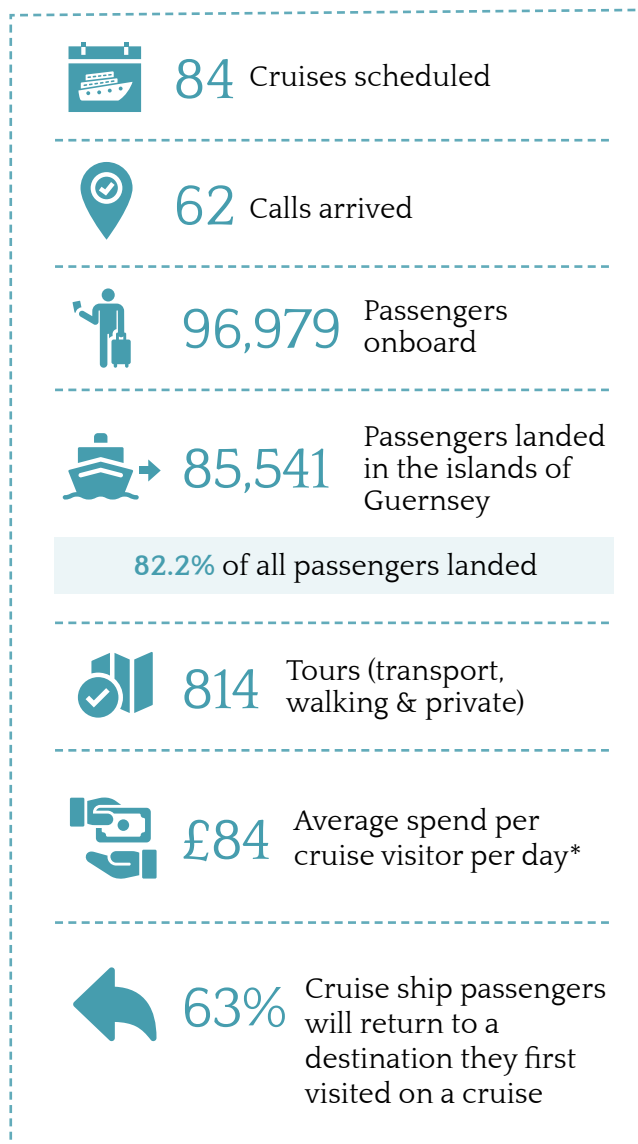 84 Cruises scheduled
62 Calls arrived
96,979 Passengers
onboard
85,541 Passengers landed
in the islands of
Guernsey
82.2% of all passengers landed
814 Tours (transport,
walking & private)
£84 Average spend per
cruise visitor per day*
63% Cruise ship passengers
will return to a
destination they first
visited on a cruise